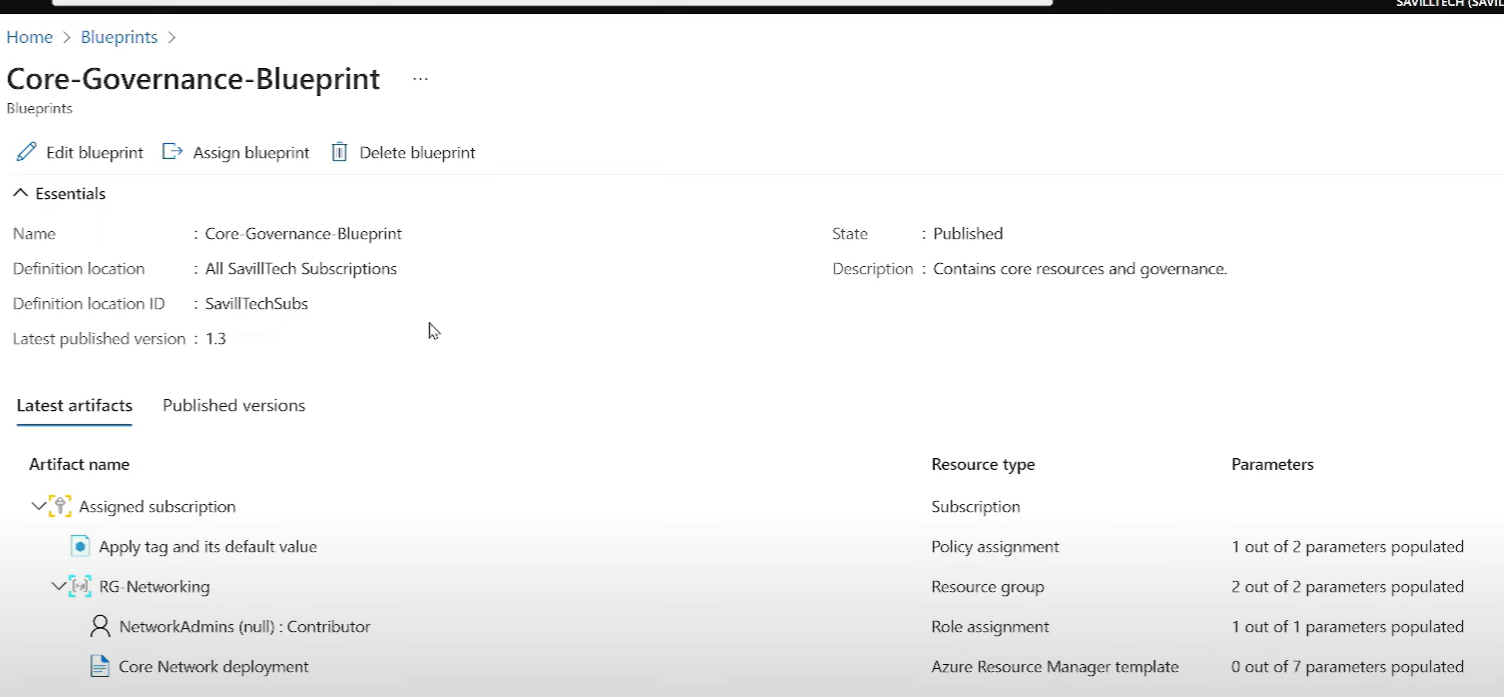 SAVILLTECH (SAVIL
Home > Blueprints >
Core-Governance-Blueprint ...
Blueprints
Edit blueprint Assign blueprint Delete blueprint
Essentials
Name : Core-Governance-Blueprint State : Published
Definition location : All SavillTech Subscriptions Description : Contains core resources and governance.
Definition location ID : SavillTechSubs
Latest published version : 1.3
Latest artifacts Published versions
Artifact name Resource type Parameters
Assigned subscription Subscription
Apply tag and its default value Policy assignment 1 out of 2 parameters populated
RG-Networking Resource group 2 out of 2 parameters populated
NetworkAdmins (null) : Contributor Role assignment 1 out of 1 parameters populated
Core Network deployment Azure Resource Manager template 0 out of 7 parameters populated